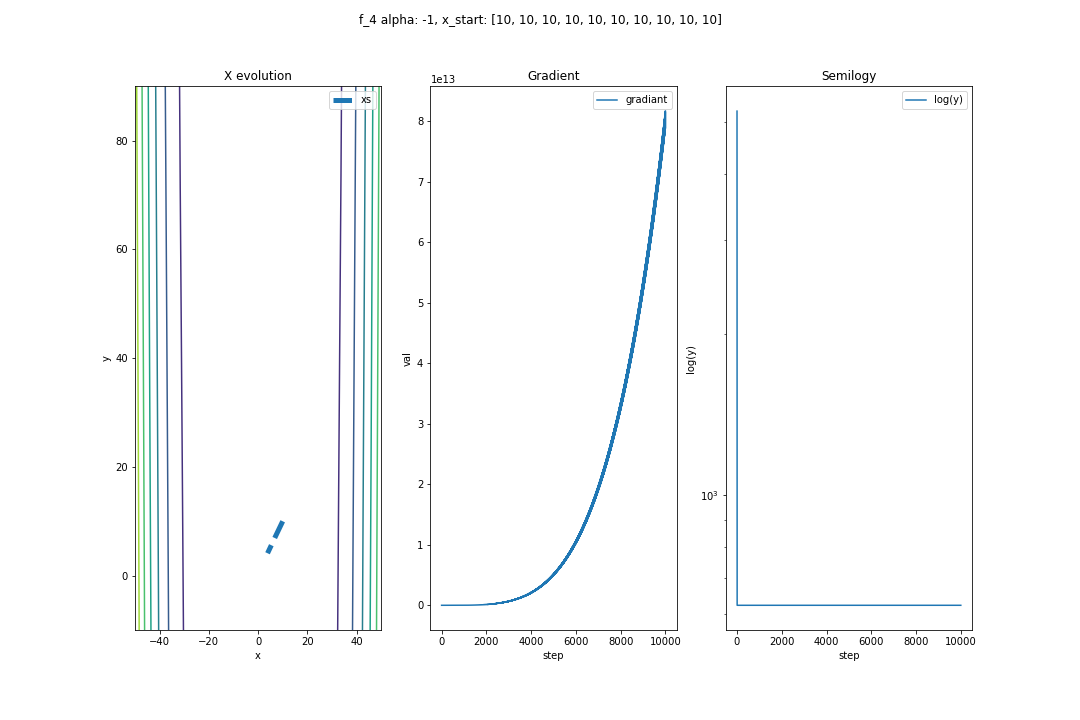 f_4 alpha: -1, x_start: [10, 10, 10, 10, 10, 10, 10, 10, 10, 10]
X evolution
xs
y
80
60
40
20
0
−40
−20
0
20
40
x
Gradient
1e13
gradiant
val
8
7
6
5
4
3
2
1
0
0
2000
4000
6000
8000
10000
step
Semilogy
log(y)
log(y)
10³
0
2000
4000
6000
8000
10000
step